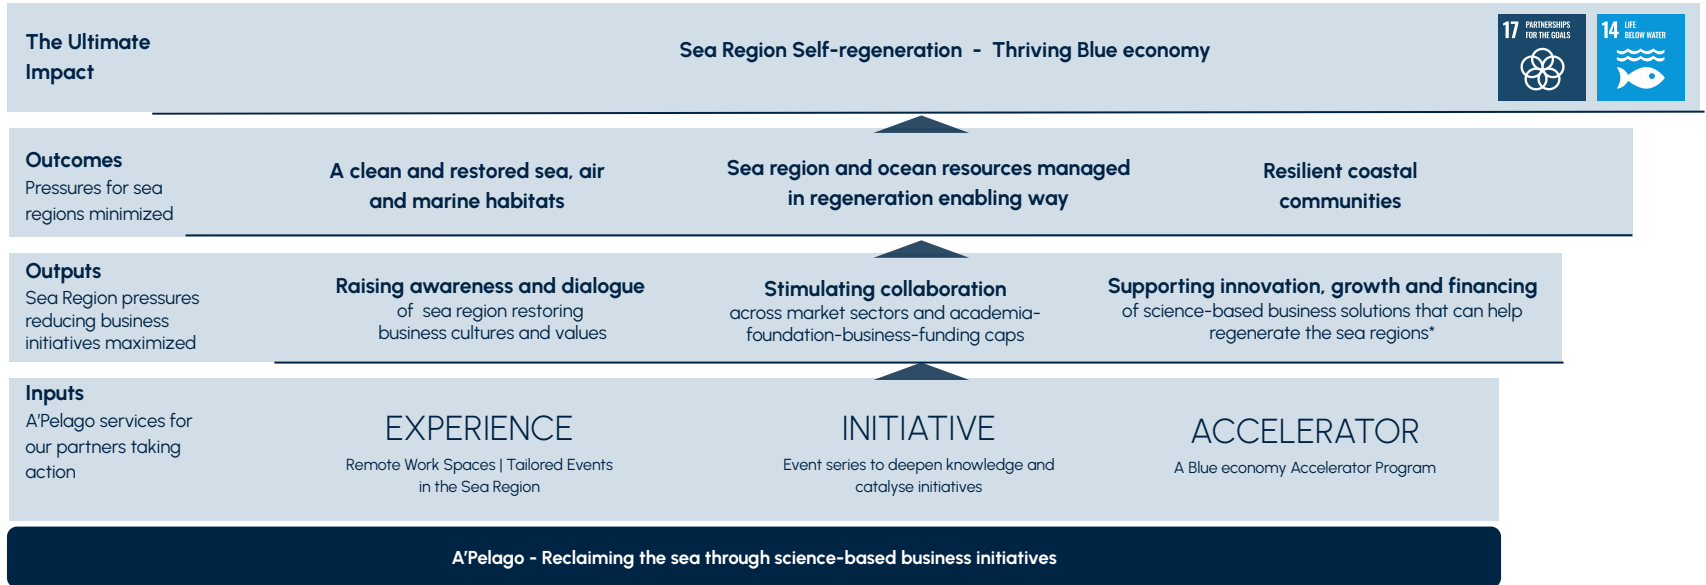 The Ultimate
Impact
Sea Region Self-regeneration - Thriving Blue economy
17 PARTNERSHIPS
FOR THE GOALS
14 LIFE
BELOW WATER
Outcomes
Pressures for sea
regions minimized
A clean and restored sea, air
and marine habitats
Sea region and ocean resources managed
in regeneration enabling way
Resilient coastal
communities
Outputs
Sea Region pressures
reducing business
initiatives maximized
Raising awareness and dialogue
of sea region restoring
business cultures and values
Stimulating collaboration
across market sectors and academia-
foundation-business-funding caps
Supporting innovation, growth and financing
of science-based business solutions that can help
regenerate the sea regions*
Inputs
A'Pelago services for
our partners taking
action
EXPERIENCE
Remote Work Spaces | Tailored Events
in the Sea Region
INITIATIVE
Event series to deepen knowledge and
catalyse initiatives
ACCELERATOR
A Blue economy Accelerator Program
A'Pelago - Reclaiming the sea through science-based business initiatives